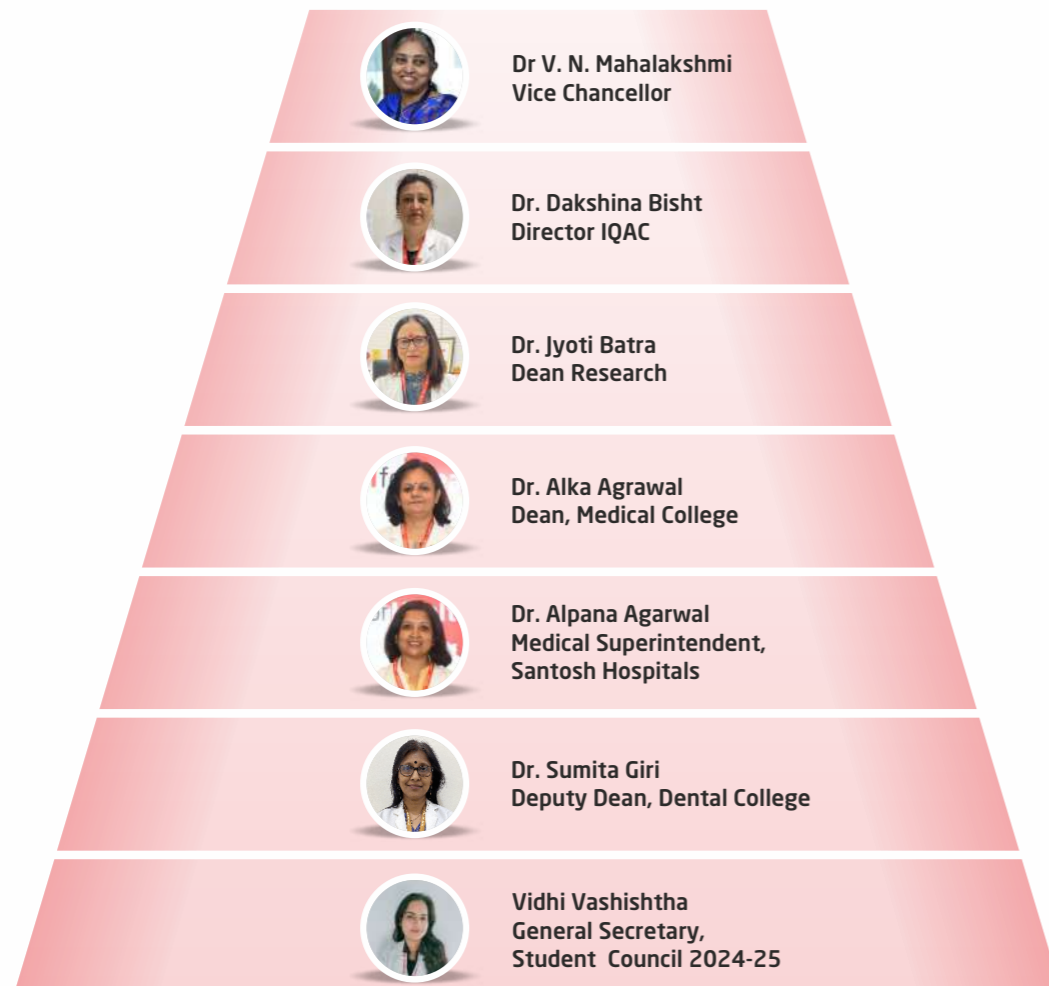 Dr V. N. Mahalakshmi
Vice Chancellor
Dr. Dakshina Bisht
Director IQAC
Dr. Jyoti Batra
Dean Research
Dr. Alka Agrawal
Dean, Medical College
Dr. Alpana Agarwal
Medical Superintendent,
Santosh Hospitals
Dr. Sumita Giri
Deputy Dean, Dental College
Vidhi Vashishtha
General Secretary,
Student Council 2024-25